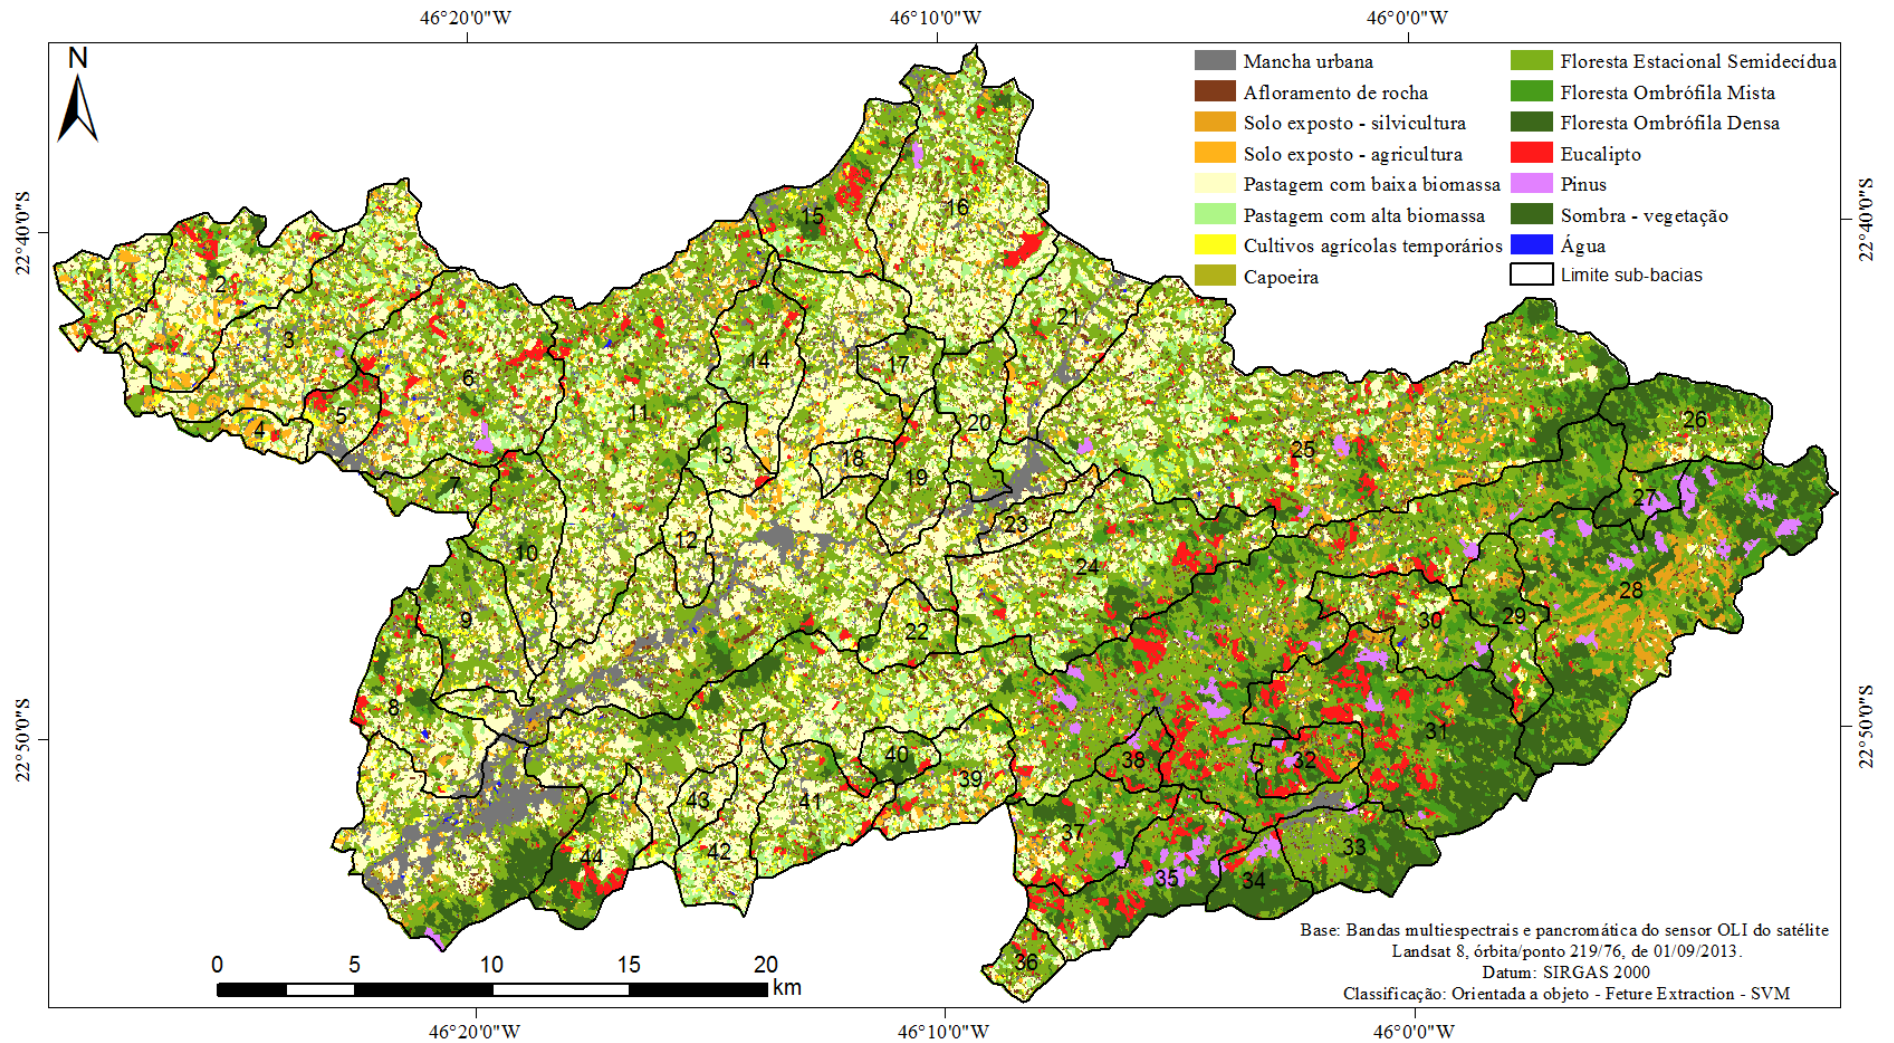 46°20'0"W
46°10'0"W
46°0'0"W
N
Mancha urbana
Afloramento de rocha
Solo exposto - silvicultura
Solo exposto - agricultura
Pastagem com baixa biomassa
Pastagem com alta biomassa
Cultivos agrícolas temporários
Capoeira
Floresta Estacional Semidecídua
Floresta Ombrófila Mista
Floresta Ombrófila Densa
Eucalipto
Pinus
Sombra - vegetação
Água
Limite sub-bacias
22°40'0"S
22°40'0"S
15
16
1
2
3
21
14
17
6
11
5
4
20
26
25
13
18
19
7
27
23
12
10
24
28
9
22
30
29
8
31
40
38
32
39
43
41
37
42
44
33
35
34
36
22°50'0"S
22°50'0"S
0
5
10
15
20
km
Base: Bandas multiespectrais e pancromática do sensor OLI do satélite
Landsat 8, órbita/ponto 219/76, de 01/09/2013.
Datum: SIRGAS 2000
Classificação: Orientada a objeto - Feture Extraction - SVM
46°20'0"W
46°10'0"W
46°0'0"W